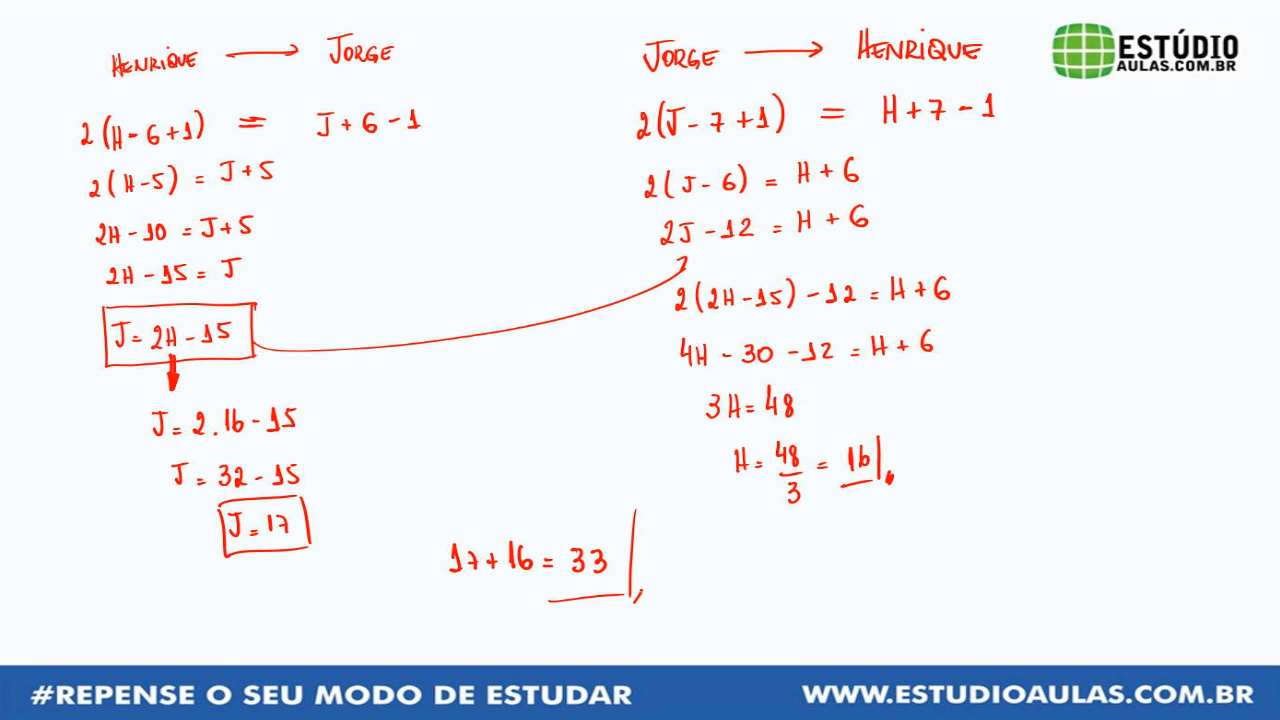 HENRIQUE → JORGE
2(H-6+1) = J+6-1
2(H-5) = J+5
2H-10 = J+5
2H-15 = J
J = 2H-15
J = 2.16-15
J = 32-15
J = 17
JORGE → HENRIQUE
2(J-7+1) = H+7-1
2(J-6) = H+6
2J-12 = H+6
2(2H-15)-12 = H+6
4H-30-12 = H+6
3H = 48
H = 48/3 = 16
17+16 = 33
ESTÚDIO
AULAS.COM.BR
#REPENSE O SEU MODO DE ESTUDAR
WWW.ESTUDIOAULAS.COM.BR